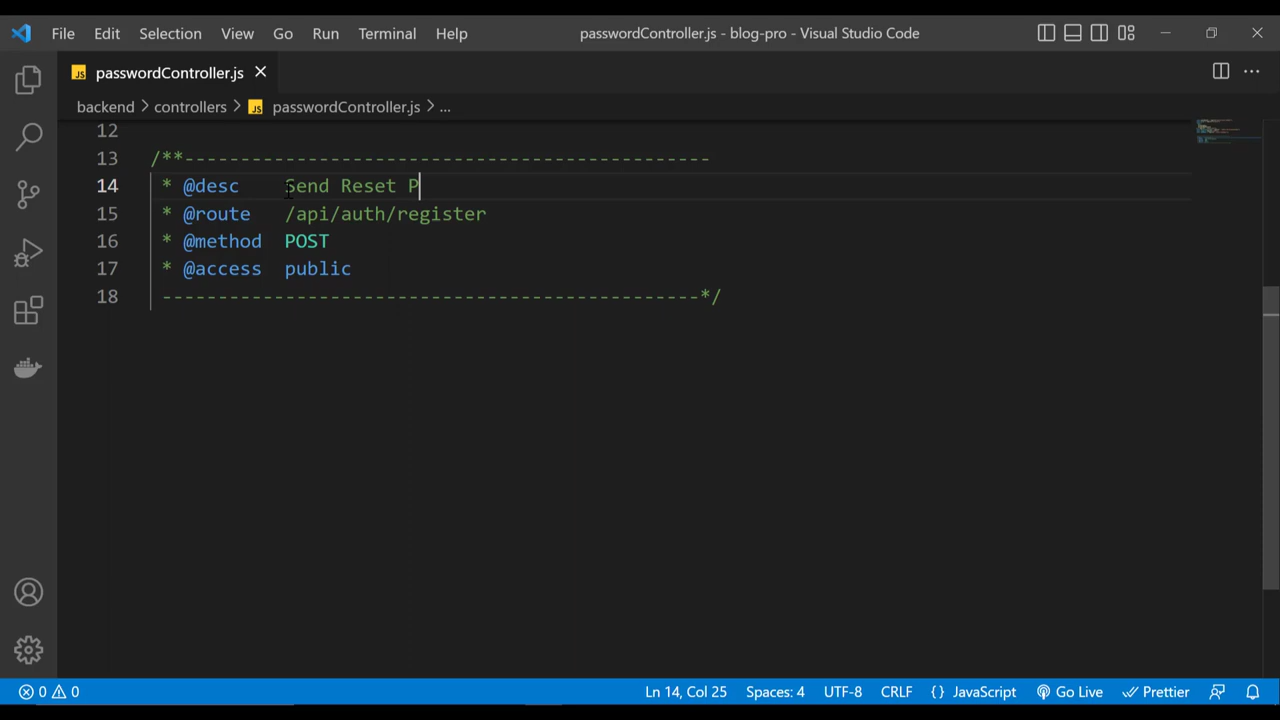 File Edit Selection View Go Run Terminal Help passwordController.js - blog-pro - Visual Studio Code
JS passwordController.js
backend > controllers > JS passwordController.js > ...
12
13 /**-----------------------------------------------
14 * @desc Send Reset P
15 * @route /api/auth/register
16 * @method POST
17 * @access public
18 ------------------------------------------------*/
0 0 Ln 14, Col 25 Spaces: 4 UTF-8 CRLF {} JavaScript Go Live Prettier